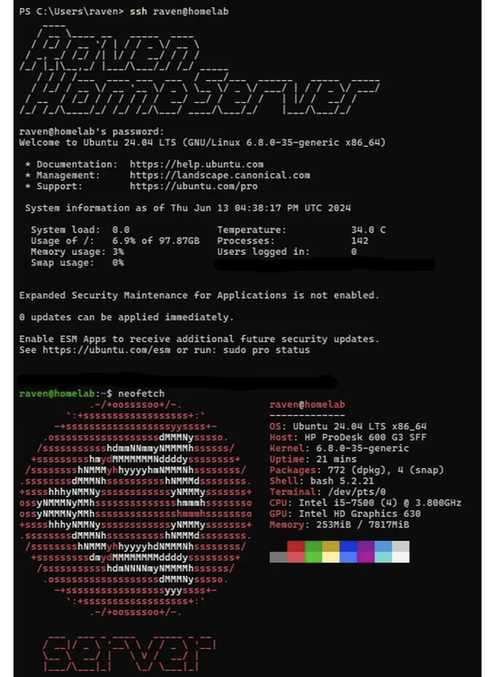 PS C:\Users\raven> ssh raven@homelab
Raven
HomeServer
raven@homelab's password:
Welcome to Ubuntu 24.04 LTS (GNU/Linux 6.8.0-35-generic x86_64)
* Documentation: https://help.ubuntu.com
* Management: https://landscape.canonical.com
* Support: https://ubuntu.com/pro
System information as of Thu Jun 13 04:38:17 PM UTC 2024
System load: 0.0 Temperature: 34.0 C
Usage of /: 6.9% of 97.87GB Processes: 142
Memory usage: 3% Users logged in: 0
Swap usage: 0%
Expanded Security Maintenance for Applications is not enabled.
0 updates can be applied immediately.
Enable ESM Apps to receive additional future security updates.
See https://ubuntu.com/esm or run: sudo pro status
raven@homelab:~$ neofetch
raven@homelab
-------------
OS: Ubuntu 24.04 LTS x86_64
Host: HP ProDesk 600 G3 SFF
Kernel: 6.8.0-35-generic
Uptime: 21 mins
Packages: 772 (dpkg), 4 (snap)
Shell: bash 5.2.21
Terminal: /dev/pts/0
CPU: Intel i5-7500 (4) @ 3.800GHz
GPU: Intel HD Graphics 630
Memory: 253MiB / 7817MiB
server